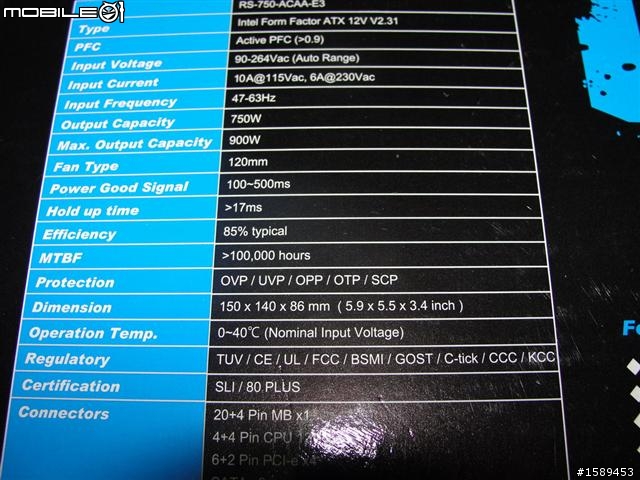 MOBILE01
RS-750-ACAA-E3
Type Intel Form Factor ATX 12V V2.31
PFC Active PFC (>0.9)
Input Voltage 90-264Vac (Auto Range)
Input Current 10A@115Vac, 6A@230Vac
Input Frequency 47-63Hz
Output Capacity 750W
Max. Output Capacity 900W
Fan Type 120mm
Power Good Signal 100~500ms
Hold up time >17ms
Efficiency 85% typical
MTBF >100,000 hours
Protection OVP / UVP / OPP / OTP / SCP
Dimension 150 x 140 x 86 mm ( 5.9 x 5.5 x 3.4 inch )
Operation Temp. 0~40℃ (Nominal Input Voltage)
Regulatory TUV / CE / UL / FCC / BSMI / GOST / C-tick / CCC / KCC
Certification SLI / 80 PLUS
Connectors 20+4 Pin MB x1
4+4 Pin CPU
6+2 Pin PCI-e x4
#1589453